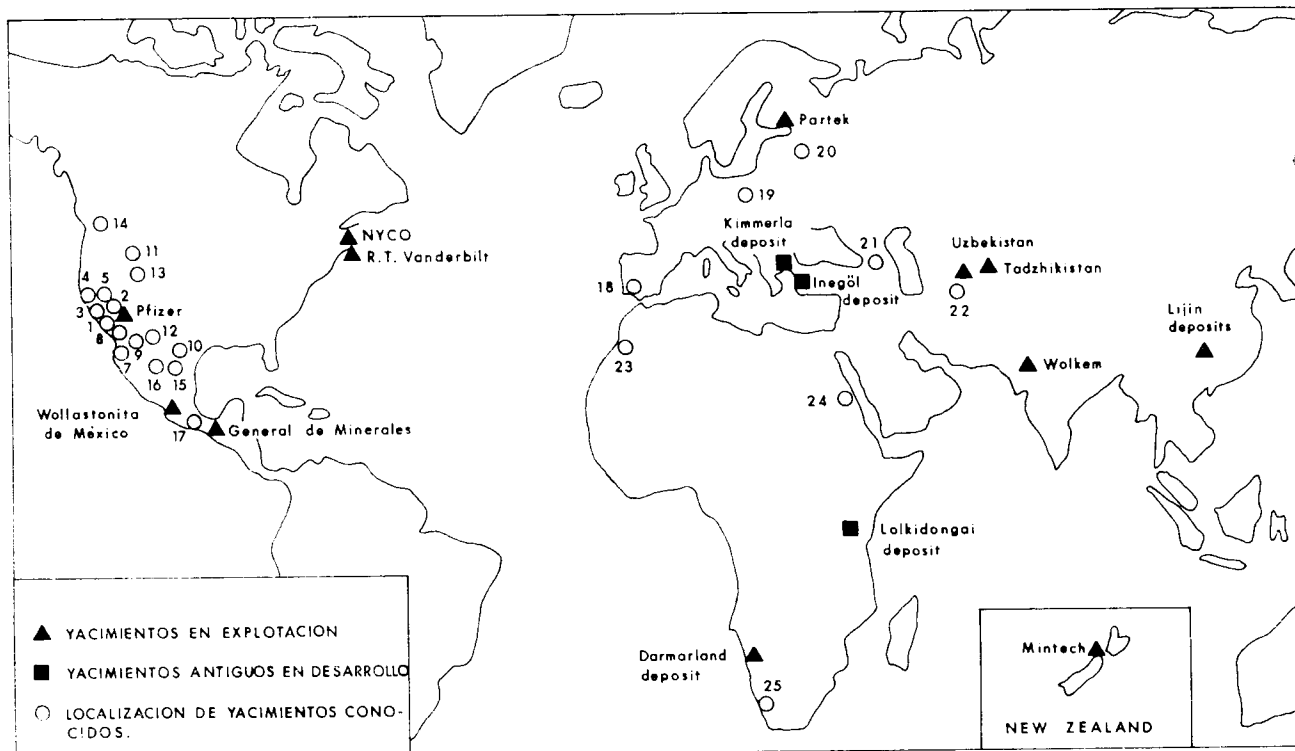 Partek
20
19
14
Kimmerla
deposit
NYCO
R.T. Vanderbilt
11
13
21
Uzbekistan
Tadzhikistan
4 5
2
18
Inegöl
deposit
22
3
Pfizer
Lijin
deposits
1
12
8
9
10
7
23
16 15
Wolkem
24
Wollastonita
de México
17
General de Minerales
Lolkidongai
deposit
YACIMIENTOS EN EXPLOTACION
YACIMIENTOS ANTIGUOS EN DESARROLLO
LOCALIZACION DE YACIMIENTOS CONO-
CIDOS.
Darmarland
deposit
25
Mintech
NEW ZEALAND